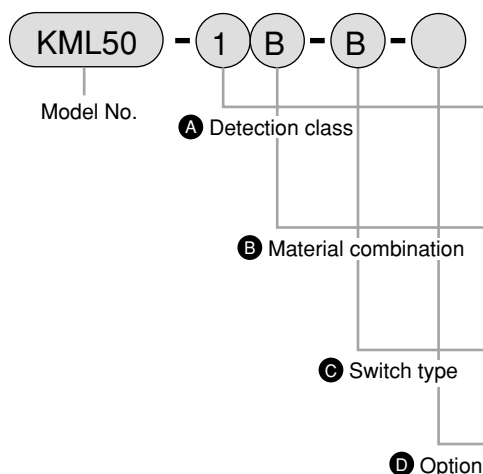 KML50 - 1 B - B -
Model No.
A Detection class
B Material combination
C Switch type
D Option